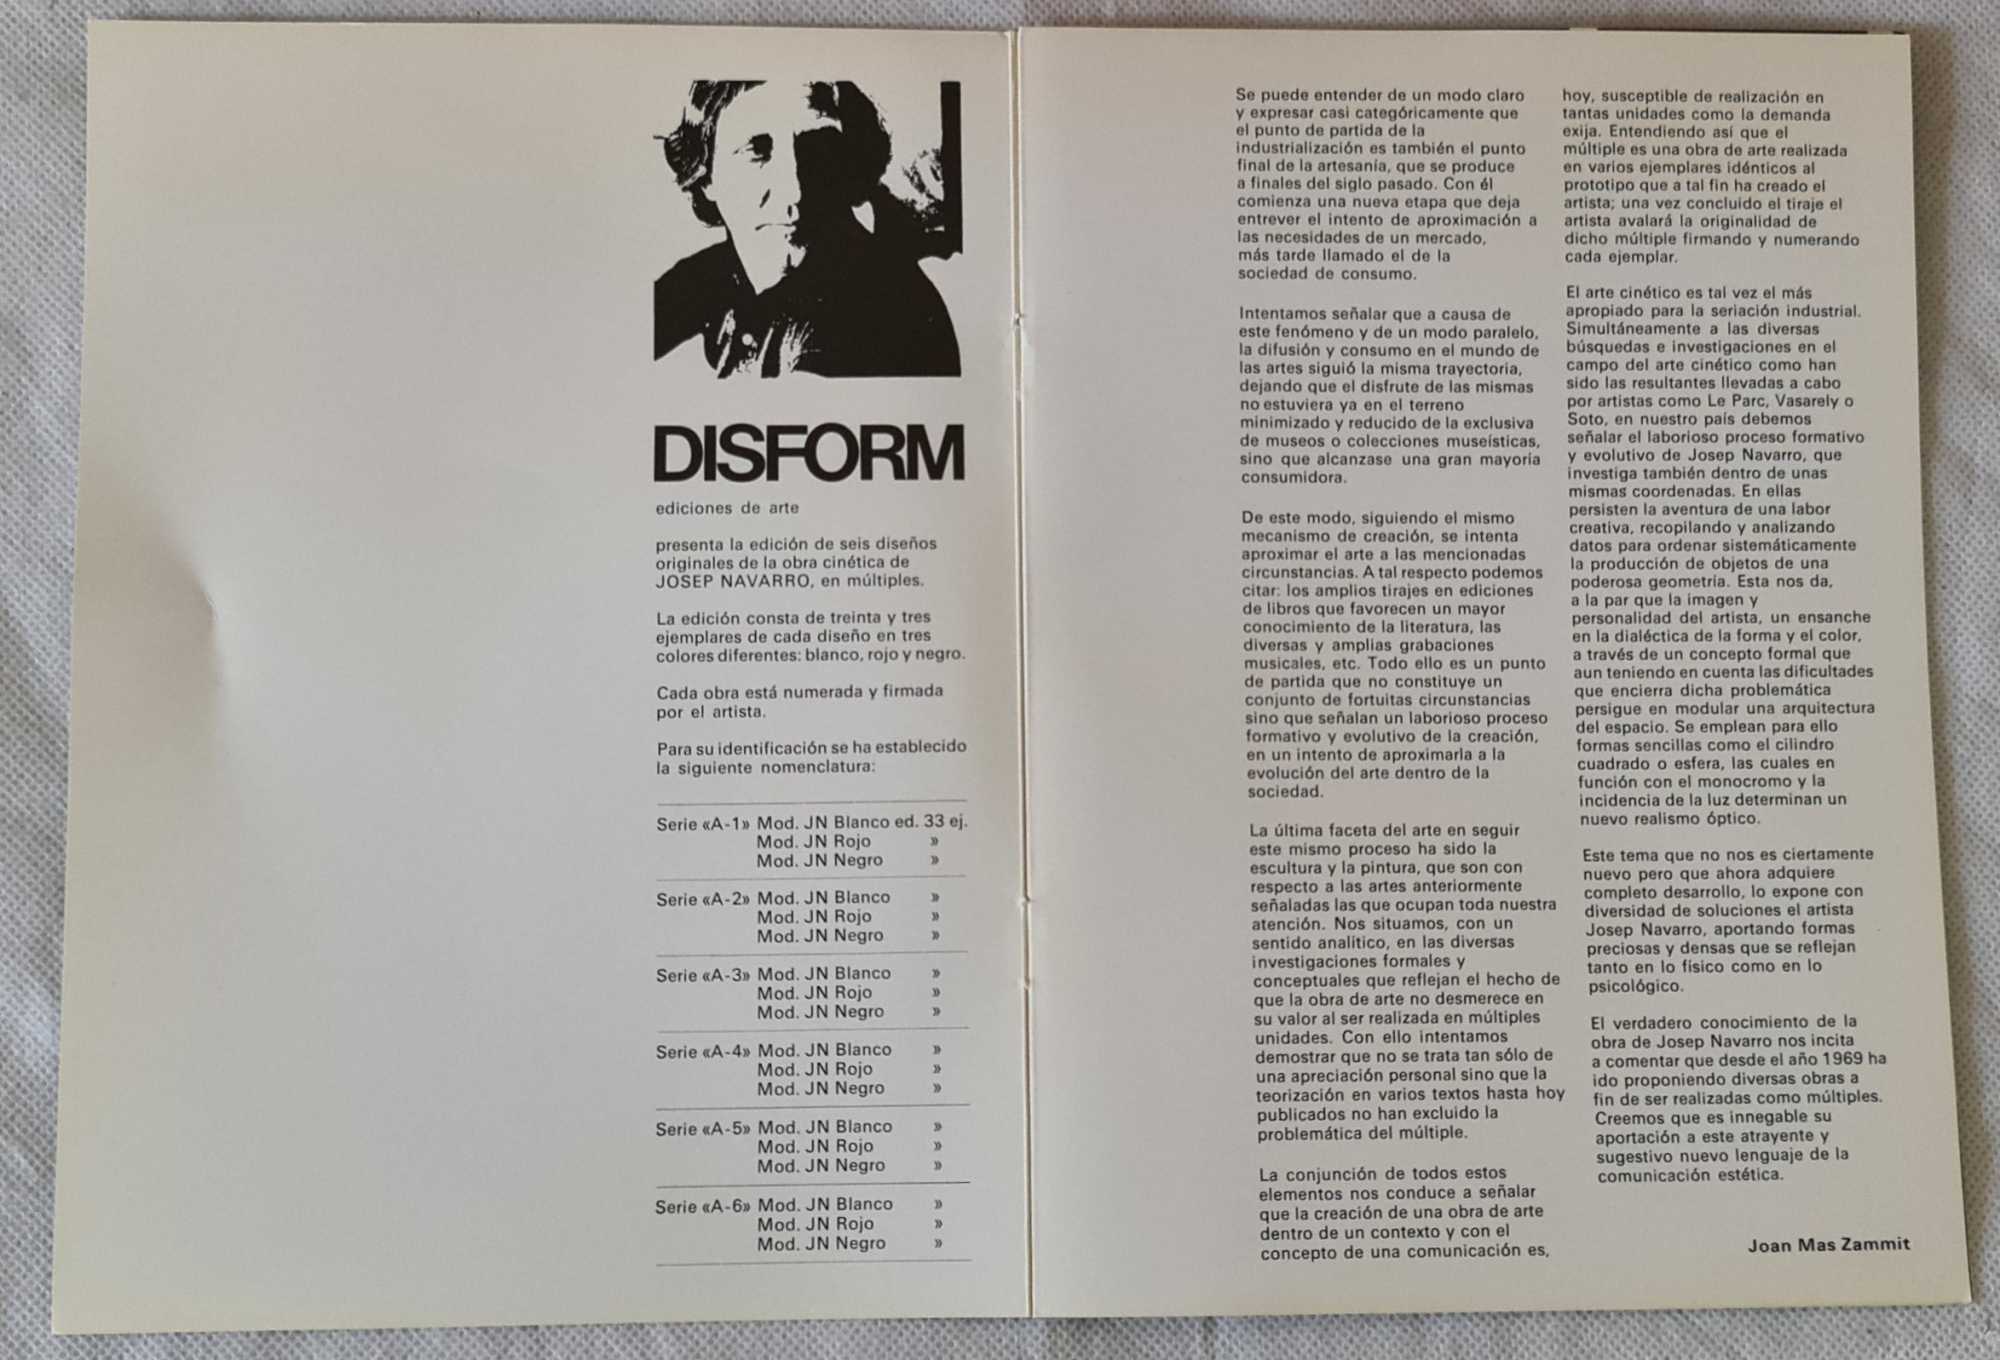 DISFORM
ediciones de arte
presenta la edición de seis diseños
originales de la obra cinética de
JOSEP NAVARRO, en múltiples.
La edición consta de treinta y tres
ejemplares de cada diseño en tres
colores diferentes: blanco, rojo y negro.
Cada obra está numerada y firmada
por el artista.
Para su identificación se ha establecido
la siguiente nomenclatura:
Serie «A-1» Mod. JN Blanco ed. 33 ej.
Mod. JN Rojo »
Mod. JN Negro »
Serie «A-2» Mod. JN Blanco »
Mod. JN Rojo »
Mod. JN Negro »
Serie «A-3» Mod. JN Blanco »
Mod. JN Rojo »
Mod. JN Negro »
Serie «A-4» Mod. JN Blanco »
Mod. JN Rojo »
Mod. JN Negro »
Serie «A-5» Mod. JN Blanco »
Mod. JN Rojo »
Mod. JN Negro »
Serie «A-6» Mod. JN Blanco »
Mod. JN Rojo »
Mod. JN Negro »
Se puede entender de un modo claro
y expresar casi categóricamente que
el punto de partida de la
industrialización es también el punto
final de la artesanía, que se produce
a finales del siglo pasado. Con él
comienza una nueva etapa que deja
entrever el intento de aproximación a
las necesidades de un mercado,
más tarde llamado el de la
sociedad de consumo.
Intentamos señalar que a causa de
este fenómeno y de un modo paralelo,
la difusión y consumo en el mundo de
las artes siguió la misma trayectoria,
dejando que el disfrute de las mismas
no estuviera ya en el terreno
minimizado y reducido de la exclusiva
de museos o colecciones museísticas,
sino que alcanzase una gran mayoría
consumidora.
De este modo, siguiendo el mismo
mecanismo de creación, se intenta
aproximar el arte a las mencionadas
circunstancias. A tal respecto podemos
citar: los amplios tirajes en ediciones
de libros que favorecen un mayor
conocimiento de la literatura, las
diversas y amplias grabaciones
musicales, etc. Todo ello es un punto
de partida que no constituye un
conjunto de fortuitas circunstancias
sino que señalan un laborioso proceso
formativo y evolutivo de la creación,
en un intento de aproximarla a la
evolución del arte dentro de la
sociedad.
La última faceta del arte en seguir
este mismo proceso ha sido la
escultura y la pintura, que son con
respecto a las artes anteriormente
señaladas las que ocupan toda nuestra
atención. Nos situamos, con un
sentido analítico, en las diversas
investigaciones formales y
conceptuales que reflejan el hecho de
que la obra de arte no desmerece en
su valor al ser realizada en múltiples
unidades. Con ello intentamos
demostrar que no se trata tan sólo de
una apreciación personal sino que la
teorización en varios textos hasta hoy
publicados no han excluido la
problemática del múltiple.
La conjunción de todos estos
elementos nos conduce a señalar
que la creación de una obra de arte
dentro de un contexto y con el
concepto de una comunicación es,
hoy, susceptible de realización en
tantas unidades como la demanda
exija. Entendiendo así que el
múltiple es una obra de arte realizada
en varios ejemplares idénticos al
prototipo que a tal fin ha creado el
artista; una vez concluido el tiraje el
artista avalará la originalidad de
dicho múltiple firmando y numerando
cada ejemplar.
El arte cinético es tal vez el más
apropiado para la seriación industrial.
Simultáneamente a las diversas
búsquedas e investigaciones en el
campo del arte cinético como han
sido las resultantes llevadas a cabo
por artistas como Le Parc, Vasarely o
Soto, en nuestro país debemos
señalar el laborioso proceso formativo
y evolutivo de Josep Navarro, que
investiga también dentro de unas
mismas coordenadas. En ellas
persisten la aventura de una labor
creativa, recopilando y analizando
datos para ordenar sistemáticamente
la producción de objetos de una
poderosa geometría. Esta nos da,
a la par que la imagen y
personalidad del artista, un ensanche
en la dialéctica de la forma y el color,
a través de un concepto formal que
aun teniendo en cuenta las dificultades
que encierra dicha problemática
persigue en modular una arquitectura
del espacio. Se emplean para ello
formas sencillas como el cilindro
cuadrado o esfera, las cuales en
función con el monocromo y la
incidencia de la luz determinan un
nuevo realismo óptico.
Este tema que no nos es ciertamente
nuevo pero que ahora adquiere
completo desarrollo, lo expone con
diversidad de soluciones el artista
Josep Navarro, aportando formas
preciosas y densas que se reflejan
tanto en lo físico como en lo
psicológico.
El verdadero conocimiento de la
obra de Josep Navarro nos incita
a comentar que desde el año 1969 ha
ido proponiendo diversas obras a
fin de ser realizadas como múltiples.
Creemos que es innegable su
aportación a este atrayente y
sugestivo nuevo lenguaje de la
comunicación estética.
Joan Mas Zammit